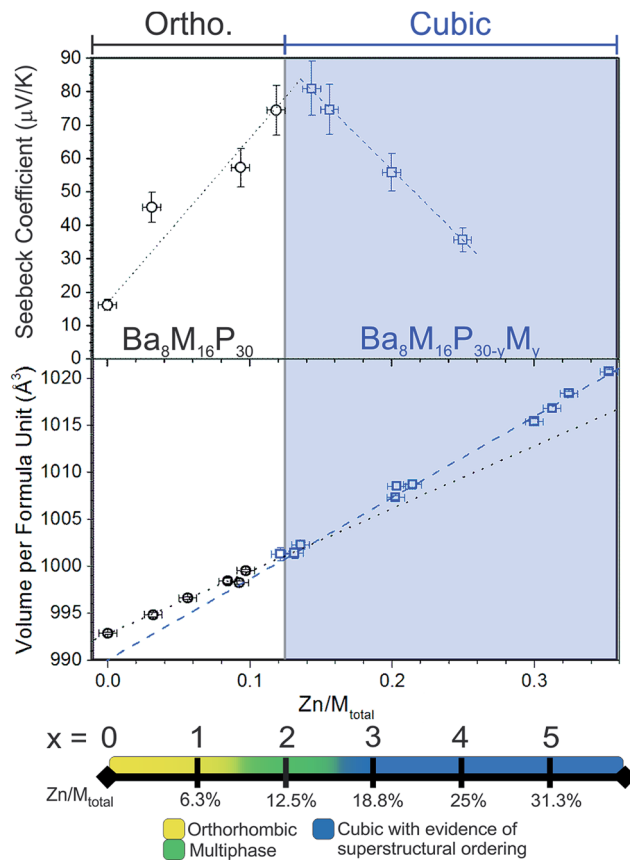 Ortho. Cubic
Seebeck Coefficient (μV/K)
90
80
70
60
50
40
30
20
10
0
Ba₈M₁₆P₃₀ Ba₈M₁₆P₃₀₋ᵧMᵧ
Volume per Formula Unit (Å³)
1020
1015
1010
1005
1000
995
990
0.0 0.1 0.2 0.3
Zn/Mtotal
x = 0 1 2 3 4 5
Zn/Mtotal 6.3% 12.5% 18.8% 25% 31.3%
Orthorhombic
Multiphase
Cubic with evidence of
superstructural ordering